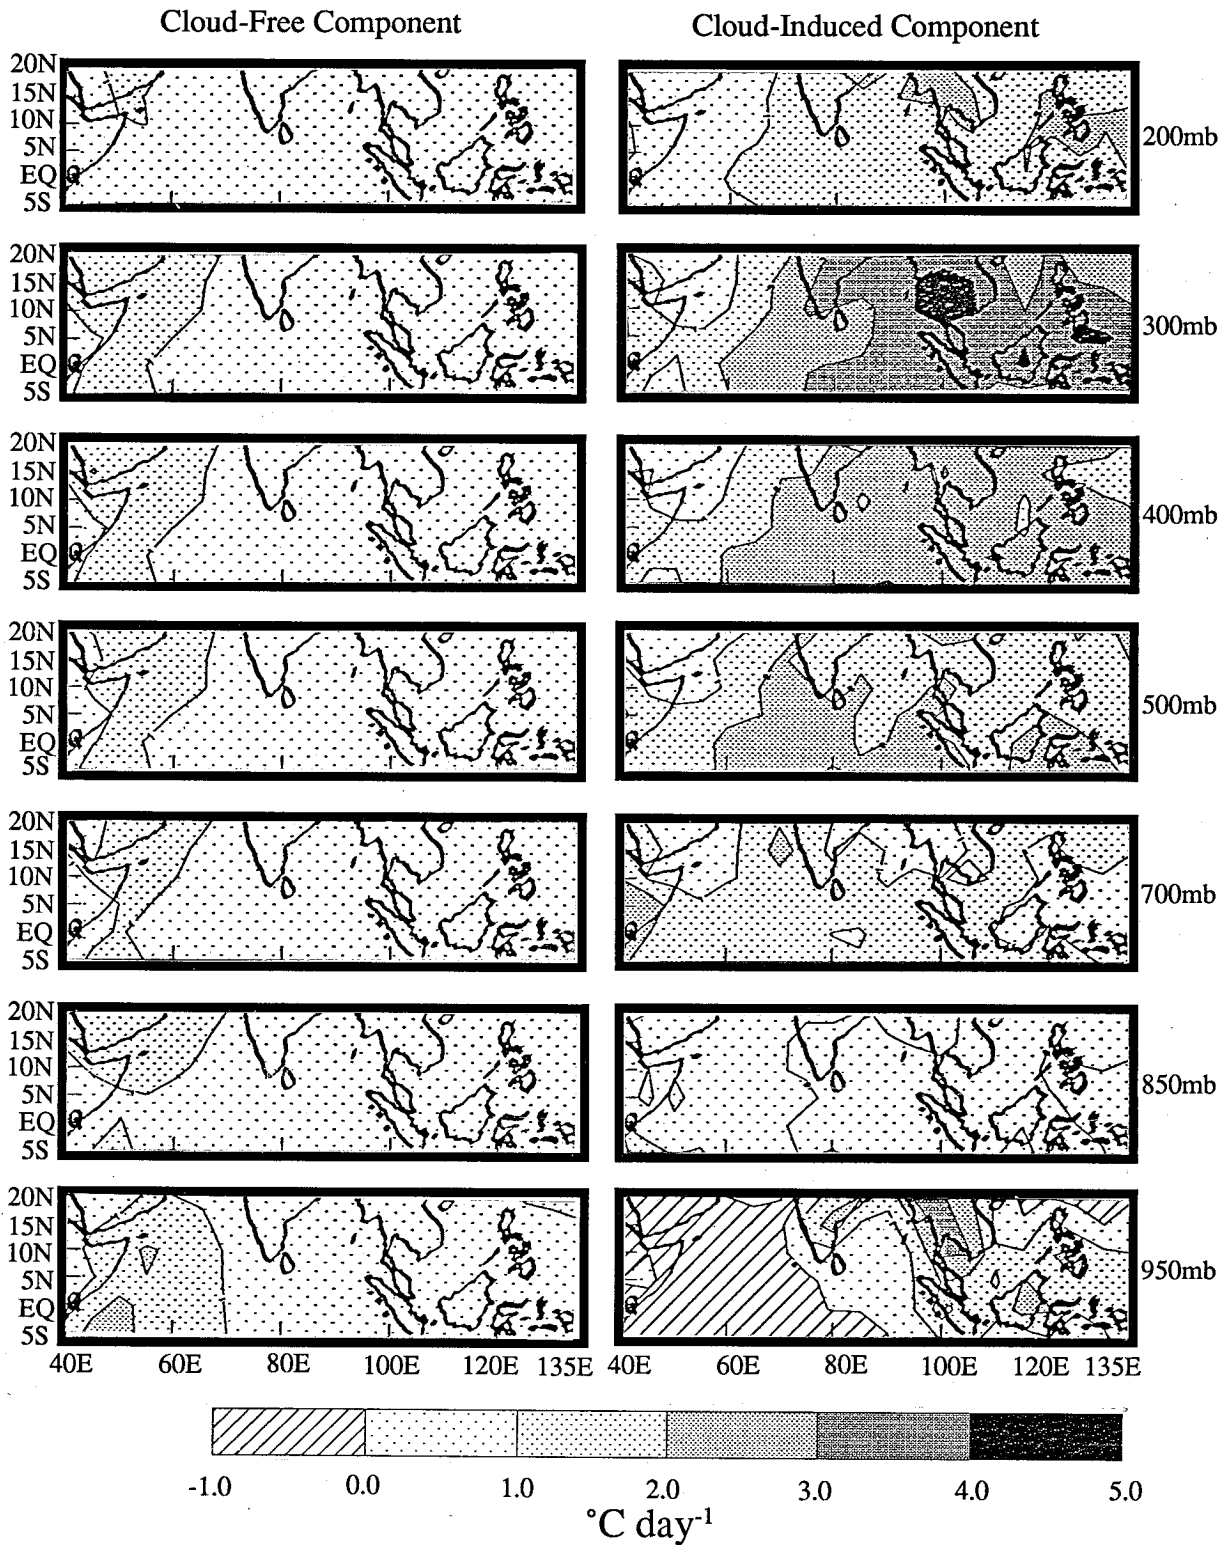 Cloud-Free Component
Cloud-Induced Component
20N
15N
10N
5N
EQ
5S
200mb
20N
15N
10N
5N
EQ
5S
300mb
20N
15N
10N
5N
EQ
5S
400mb
20N
15N
10N
5N
EQ
5S
500mb
20N
15N
10N
5N
EQ
5S
700mb
20N
15N
10N
5N
EQ
5S
850mb
20N
15N
10N
5N
EQ
5S
950mb
40E 60E 80E 100E 120E 135E
40E 60E 80E 100E 120E 135E
-1.0 0.0 1.0 2.0 3.0 4.0 5.0
°C day-1